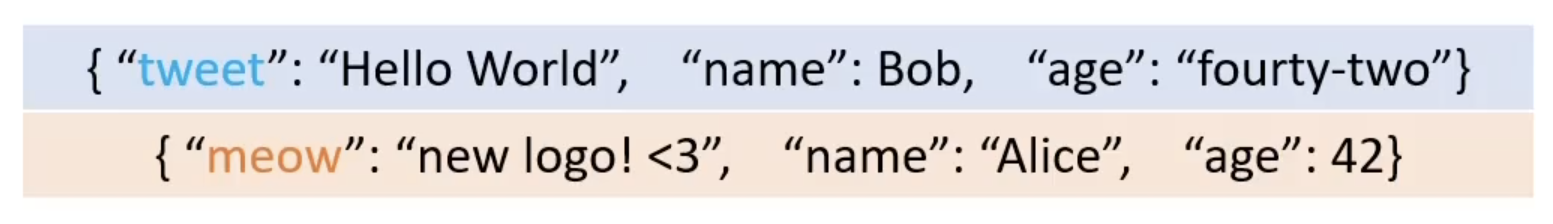 { “tweet”: “Hello World”, “name”: Bob, “age”: “fourty-two”}
{ “meow”: “new logo! <3”, “name”: “Alice”, “age”: 42}